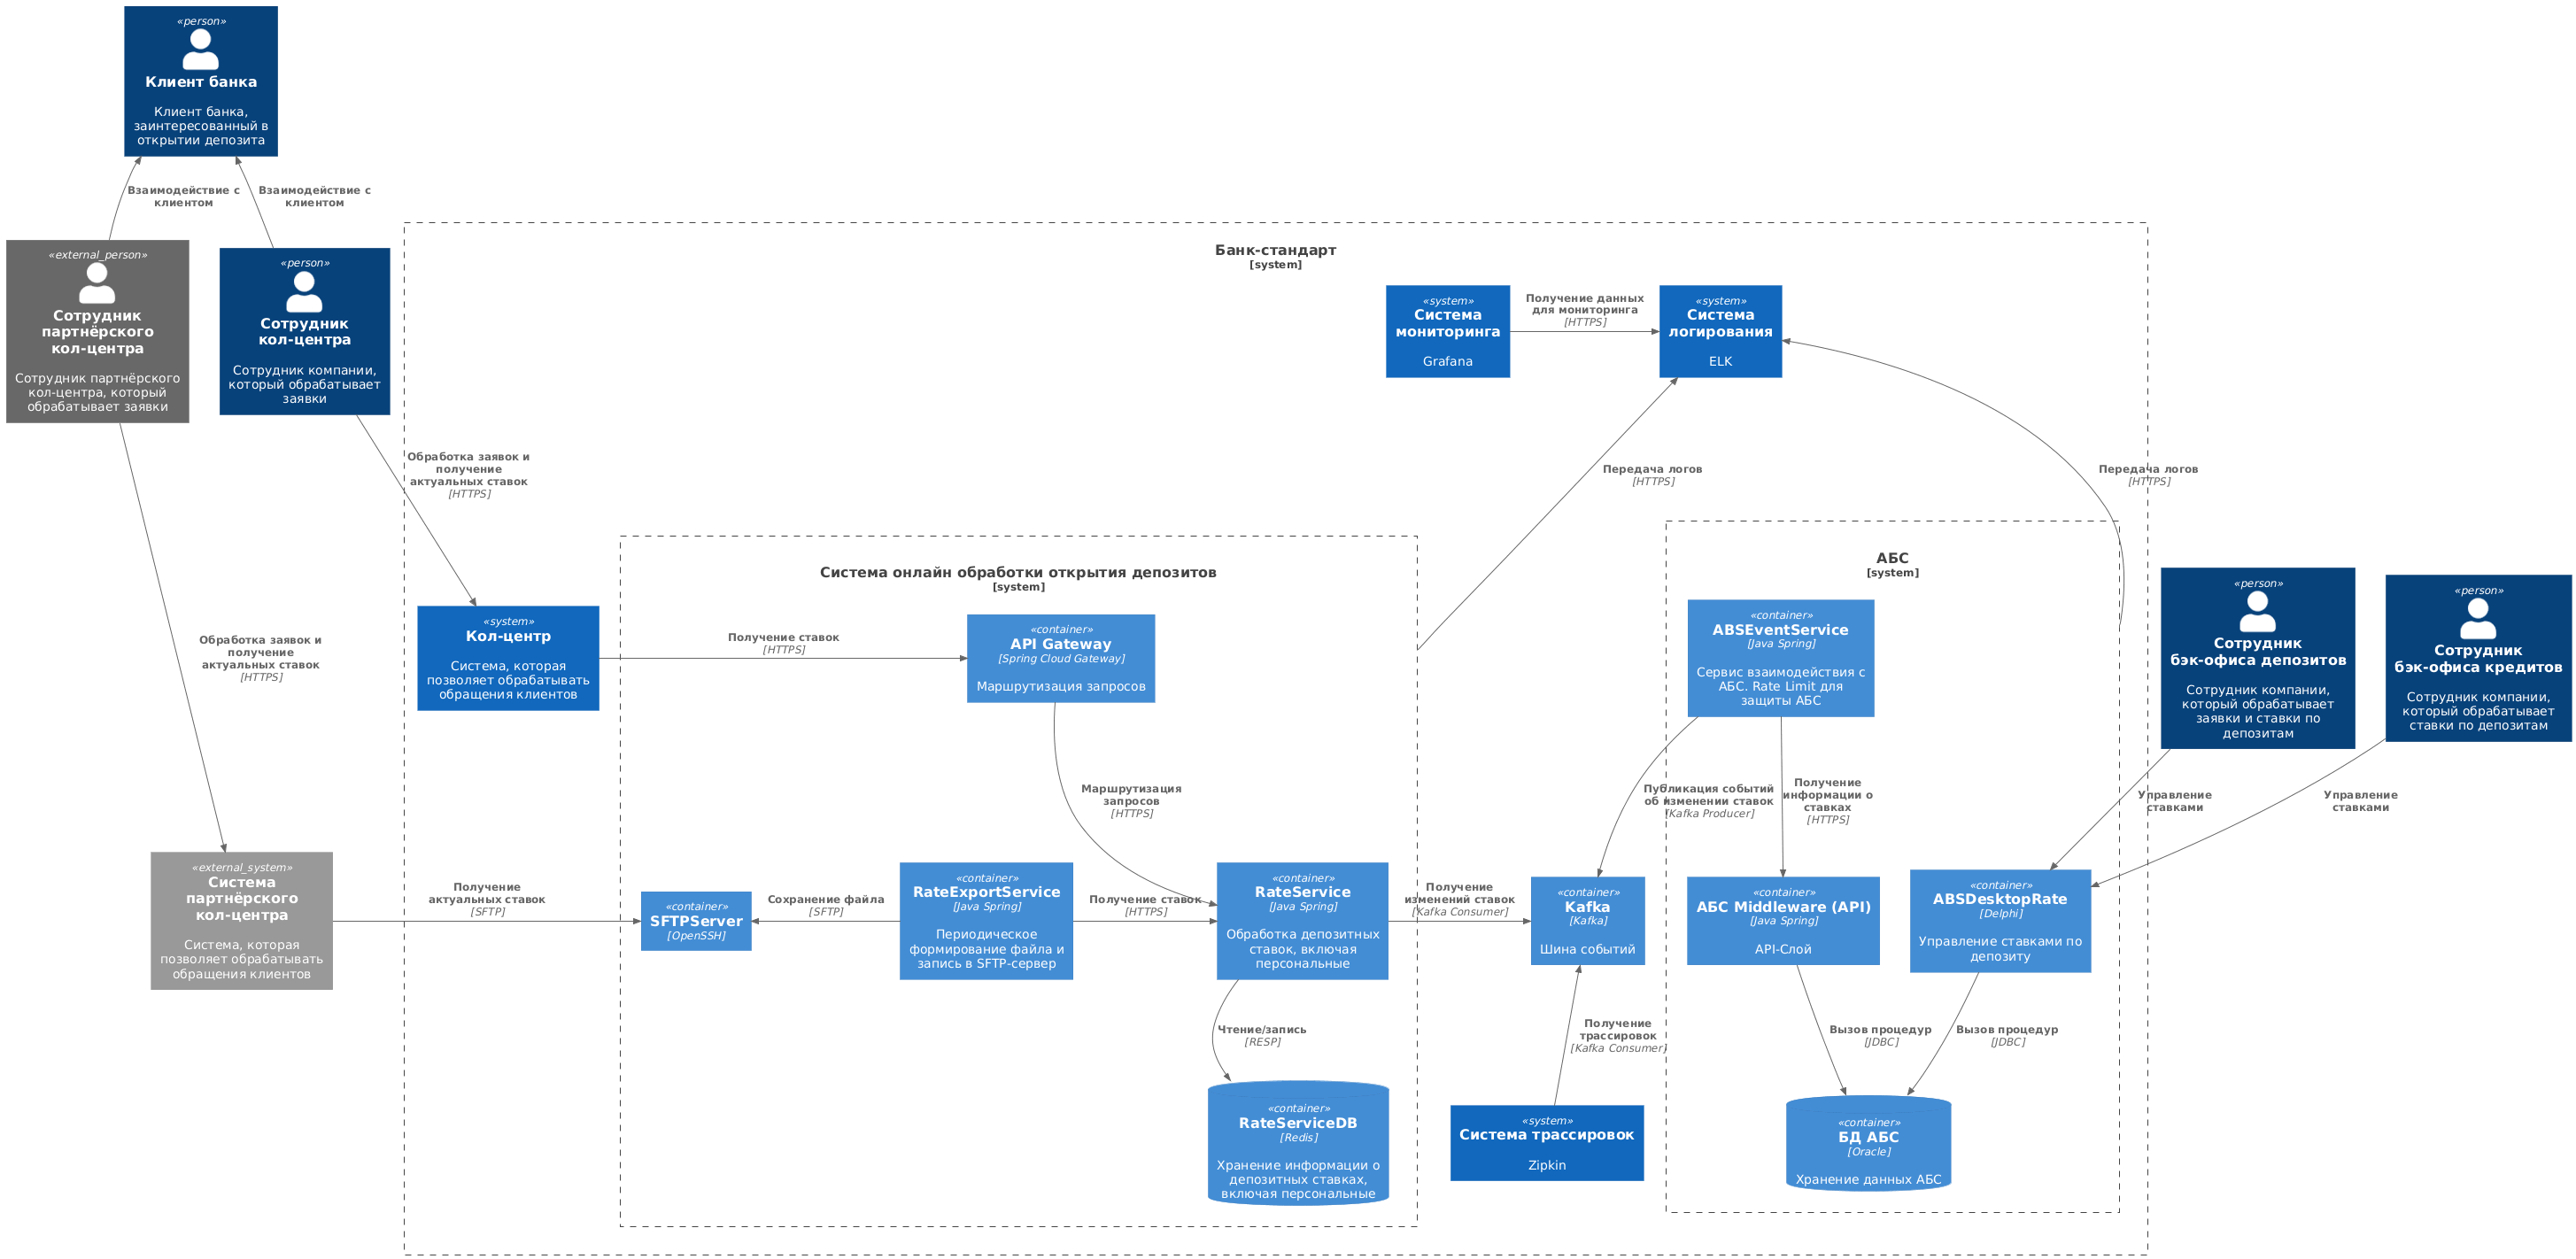 «person»
Клиент банка
Клиент банка,
заинтересованный в
открытии депозита
Взаимодействие с
клиентом
Взаимодействие с
клиентом
«external_person»
Сотрудник
партнёрского
кол-центра
Сотрудник партнёрского
кол-центра, который
обрабатывает заявки
«person»
Сотрудник
кол-центра
Сотрудник компании,
который обрабатывает
заявки
Банк-стандарт
[system]
«system»
Система
мониторинга
Grafana
Получение данных
для мониторинга
[HTTPS]
«system»
Система
логирования
ELK
Обработка заявок и
получение
актуальных ставок
[HTTPS]
Передача логов
[HTTPS]
Передача логов
[HTTPS]
Система онлайн обработки открытия депозитов
[system]
АБС
[system]
Обработка заявок и
получение
актуальных ставок
[HTTPS]
«system»
Кол-центр
Система, которая
позволяет обрабатывать
обращения клиентов
Получение ставок
[HTTPS]
«container»
API Gateway
[Spring Cloud Gateway]
Маршрутизация запросов
«container»
ABSEventService
[Java Spring]
Сервис взаимодействия с
АБС. Rate Limit для
защиты АБС
«person»
Сотрудник
бэк-офиса депозитов
Сотрудник компании,
который обрабатывает
заявки и ставки по
депозитам
«person»
Сотрудник
бэк-офиса кредитов
Сотрудник компании,
который обрабатывает
ставки по депозитам
Маршрутизация
запросов
[HTTPS]
Публикация событий
об изменении ставок
[Kafka Producer]
Получение
информации о
ставках
[HTTPS]
Управление
ставками
Управление
ставками
«external_system»
Система
партнёрского
кол-центра
Система, которая
позволяет обрабатывать
обращения клиентов
Получение
актуальных ставок
[SFTP]
«container»
SFTPServer
[OpenSSH]
Сохранение файла
[SFTP]
«container»
RateExportService
[Java Spring]
Периодическое
формирование файла и
запись в SFTP-сервер
Получение ставок
[HTTPS]
«container»
RateService
[Java Spring]
Обработка депозитных
ставок, включая
персональные
Получение
изменений ставок
[Kafka Consumer]
«container»
Kafka
[Kafka]
Шина событий
«container»
АБС Middleware (API)
[Java Spring]
API-Слой
«container»
ABSDesktopRate
[Delphi]
Управление ставками по
депозиту
Чтение/запись
[RESP]
Получение
трассировок
[Kafka Consumer]
Вызов процедур
[JDBC]
Вызов процедур
[JDBC]
«container»
RateServiceDB
[Redis]
Хранение информации о
депозитных ставках,
включая персональные
«system»
Система трассировок
Zipkin
«container»
БД АБС
[Oracle]
Хранение данных АБС